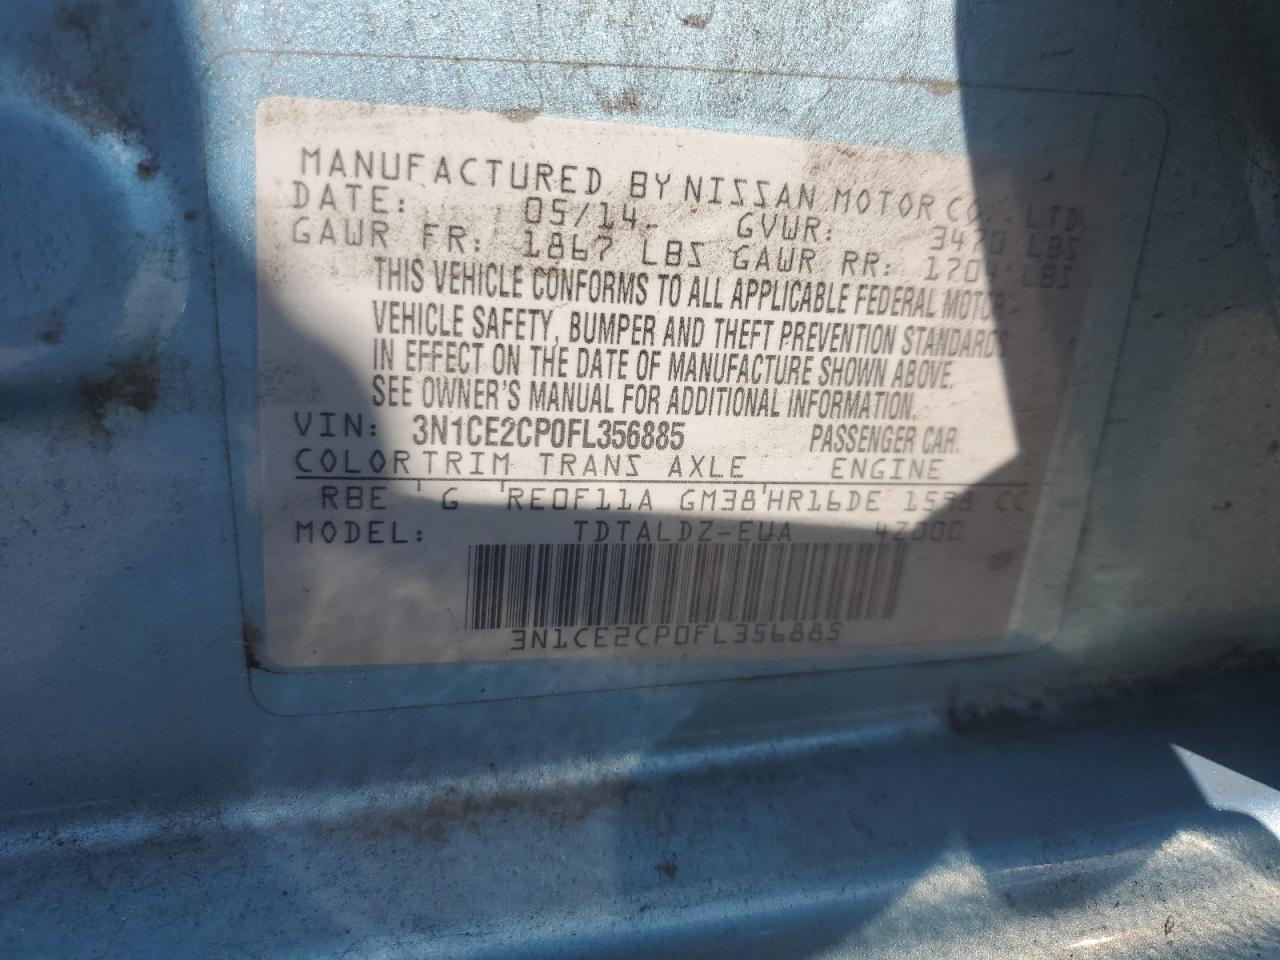 MANUFACTURED BY NISSAN MOTOR CO., LTD.
DATE: 05/14 GVWR: 3470 LBS
GAWR FR: 1867 LBS GAWR RR: 1704 LBS
THIS VEHICLE CONFORMS TO ALL APPLICABLE FEDERAL MOTOR
VEHICLE SAFETY, BUMPER AND THEFT PREVENTION STANDARDS
IN EFFECT ON THE DATE OF MANUFACTURE SHOWN ABOVE.
SEE OWNER'S MANUAL FOR ADDITIONAL INFORMATION.
VIN: 3N1CE2CP0FL356885 PASSENGER CAR.
COLOR TRIM TRANS AXLE ENGINE
RBE G RE0F11A GM38 HR16DE 1598 CC
MODEL: TDTALDZ-EUA 4Z000
3N1CE2CP0FL356885